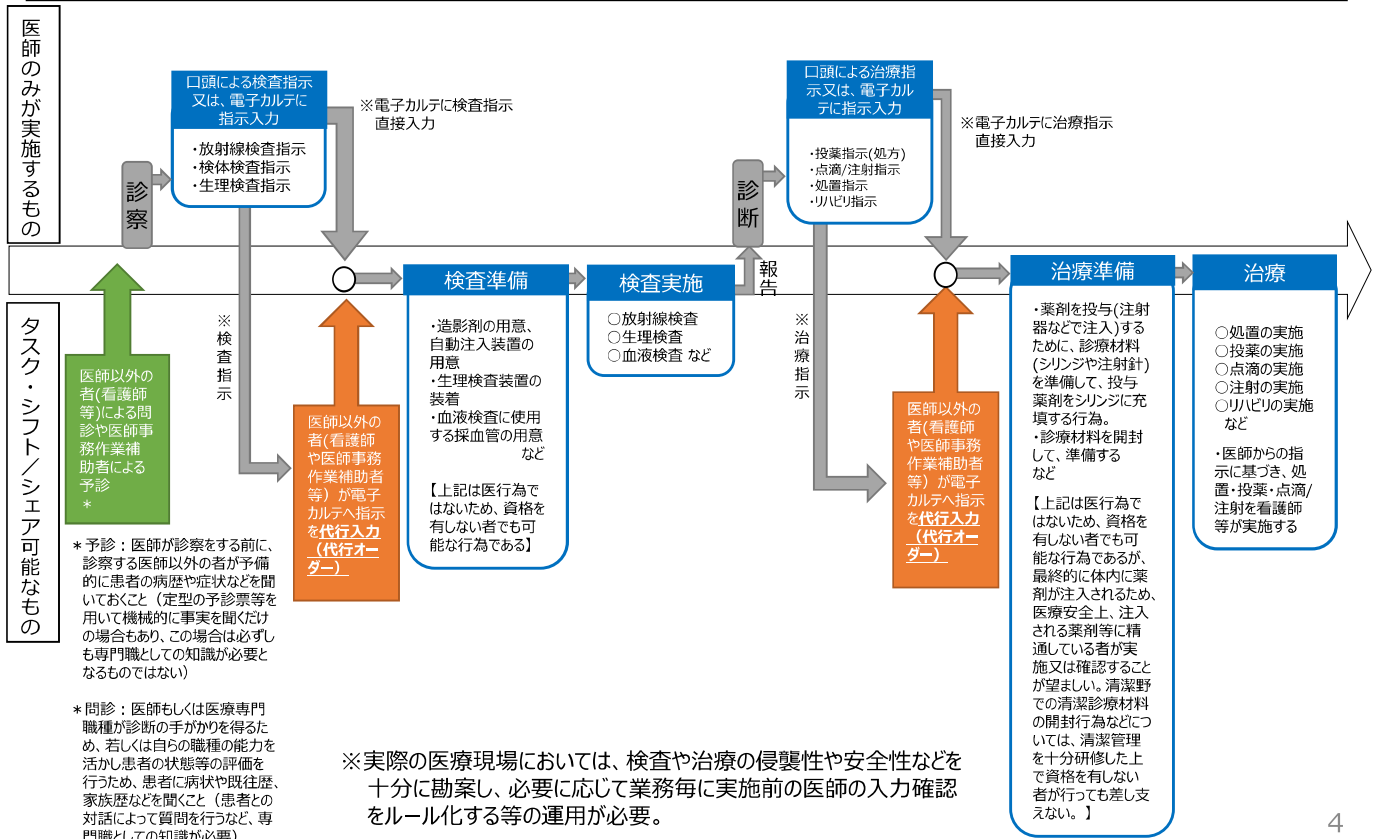 医師のみが実施するもの
口頭による検査指示
又は、電子カルテに
指示入力
・放射線検査指示
・検体検査指示
・生理検査指示
※電子カルテに検査指示
直接入力
診察
口頭による治療指
示又は、電子カル
テに指示入力
・投薬指示(処方)
・点滴/注射指示
・処置指示
・リハビリ指示
※電子カルテに治療指示
直接入力
診断
報告
タスク・シフト／シェア可能なもの
医師以外の
者(看護師
等)による問
診や医師事
務作業補
助者による
予診
*
※検査指示
医師以外の
者(看護師
や医師事務
作業補助者
等）が電子
カルテへ指示
を代行入力
（代行オー
ダー）
検査準備
・造影剤の用意、
自動注入装置の
用意
・生理検査装置の
装着
・血液検査に使用
する採血管の用意
など
【上記は医行為で
はないため、資格を
有しない者でも可
能な行為である】
検査実施
○放射線検査
○生理検査
○血液検査 など
※治療指示
医師以外の
者(看護師
や医師事務
作業補助者
等）が電子
カルテへ指示
を代行入力
（代行オー
ダー）
治療準備
・薬剤を投与(注射
器などで注入)する
ために、診療材料
(シリンジや注射針)
を準備して、投与
薬剤をシリンジに充
填する行為。
・診療材料を開封
して、準備する
など
【上記は医行為で
はないため、資格を
有しない者でも可
能な行為であるが、
最終的に体内に薬
剤が注入されるため、
医療安全上、注入
される薬剤等に精
通している者が実
施又は確認すること
が望ましい。清潔野
での清潔診療材料
の開封行為などにつ
いては、清潔管理
を十分研修した上
で資格を有しない
者が行っても差し支
えない。】
治療
○処置の実施
○投薬の実施
○点滴の実施
○注射の実施
○リハビリの実施
など
・医師からの指
示に基づき、処
置・投薬・点滴/
注射を看護師
等が実施する
*予診：医師が診察をする前に、
診察する医師以外の者が予備
的に患者の病歴や症状などを聞
いておくこと（定型の予診票等を
用いて機械的に事実を聞くだけ
の場合もあり、この場合は必ずし
も専門職としての知識が必要と
なるものではない）
*問診：医師もしくは医療専門
職種が診断の手がかりを得るた
め、若しくは自らの職種の能力を
活かし患者の状態等の評価を
行うため、患者に病状や既往歴、
家族歴などを聞くこと（患者との
対話によって質問を行うなど、専
門職としての知識が必要）
※実際の医療現場においては、検査や治療の侵襲性や安全性などを
十分に勘案し、必要に応じて業務毎に実施前の医師の入力確認
をルール化する等の運用が必要。
4